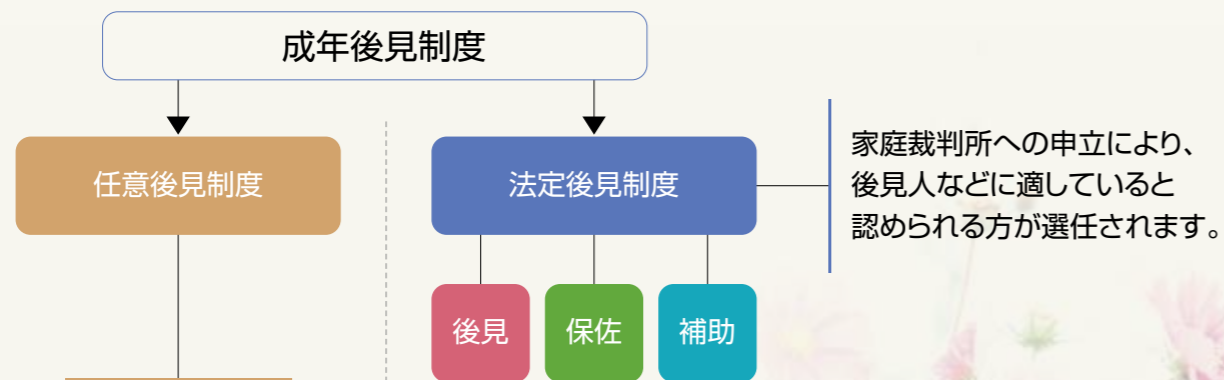 成年後見制度
任意後見制度
法定後見制度
家庭裁判所への申立により、
後見人などに適していると
認められる方が選任されます。
後見
保佐
補助